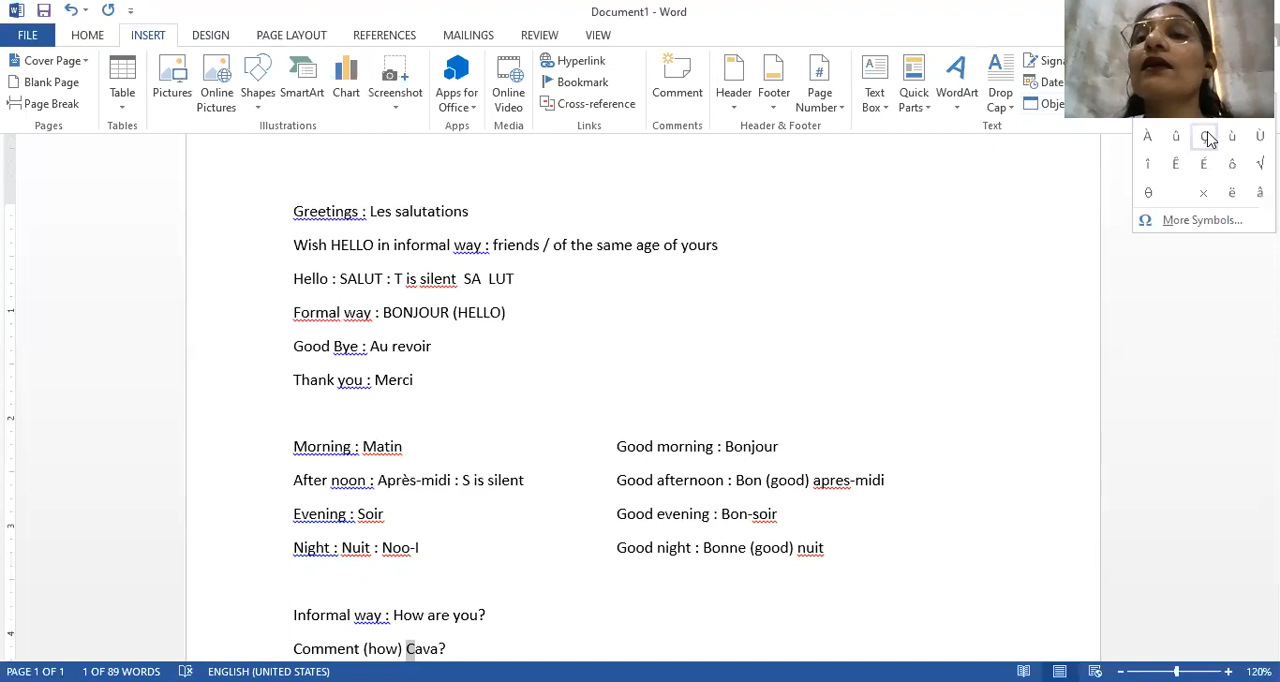 Document1 - Word
FILE HOME INSERT DESIGN PAGE LAYOUT REFERENCES MAILINGS REVIEW VIEW
Cover Page
Blank Page
Page Break
Pages
Table
Tables
Pictures
Online Pictures
Shapes
SmartArt
Chart
Screenshot
Illustrations
Apps for Office
Apps
Online Video
Media
Hyperlink
Bookmark
Cross-reference
Links
Comment
Comments
Header
Footer
Page Number
Header & Footer
Text Box
Quick Parts
WordArt
Drop Cap
Signa
Date
Obje
Text
À û Ç ù Ù
î Ê É ô √
θ × ë â
Ω More Symbols...
Greetings : Les salutations
Wish HELLO in informal way : friends / of the same age of yours
Hello : SALUT : T is silent SA LUT
Formal way : BONJOUR (HELLO)
Good Bye : Au revoir
Thank you : Merci
Morning : Matin Good morning : Bonjour
After noon : Après-midi : S is silent Good afternoon : Bon (good) apres-midi
Evening : Soir Good evening : Bon-soir
Night : Nuit : Noo-I Good night : Bonne (good) nuit
Informal way : How are you?
Comment (how) Cava?
1
2
3
4
PAGE 1 OF 1 1 OF 89 WORDS ENGLISH (UNITED STATES) 120%